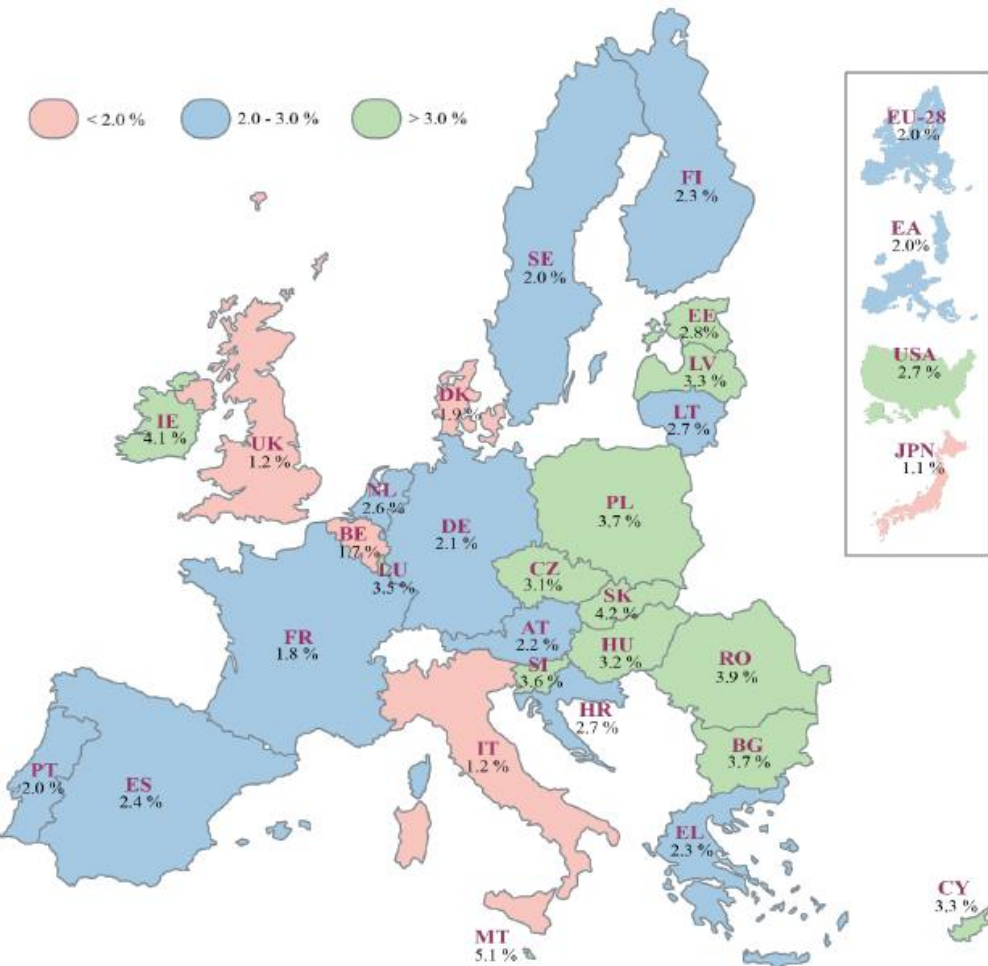 < 2.0 %
2.0 - 3.0 %
> 3.0 %
EU-28
2.0 %
EA
2.0%
USA
2.7 %
JPN
1.1 %
FI
2.3 %
SE
2.0 %
EE
2.8%
LV
3.3 %
LT
2.7 %
DK
1.9 %
IE
4.1 %
UK
1.2 %
NL
2.6 %
BE
1.7 %
LU
3.5 %
DE
2.1 %
PL
3.7 %
CZ
3.1%
SK
4.2 %
AT
2.2 %
HU
3.2 %
SI
3.6 %
RO
3.9 %
FR
1.8 %
HR
2.7 %
BG
3.7 %
IT
1.2 %
PT
2.0 %
ES
2.4 %
EL
2.3 %
CY
3.3 %
MT
5.1 %